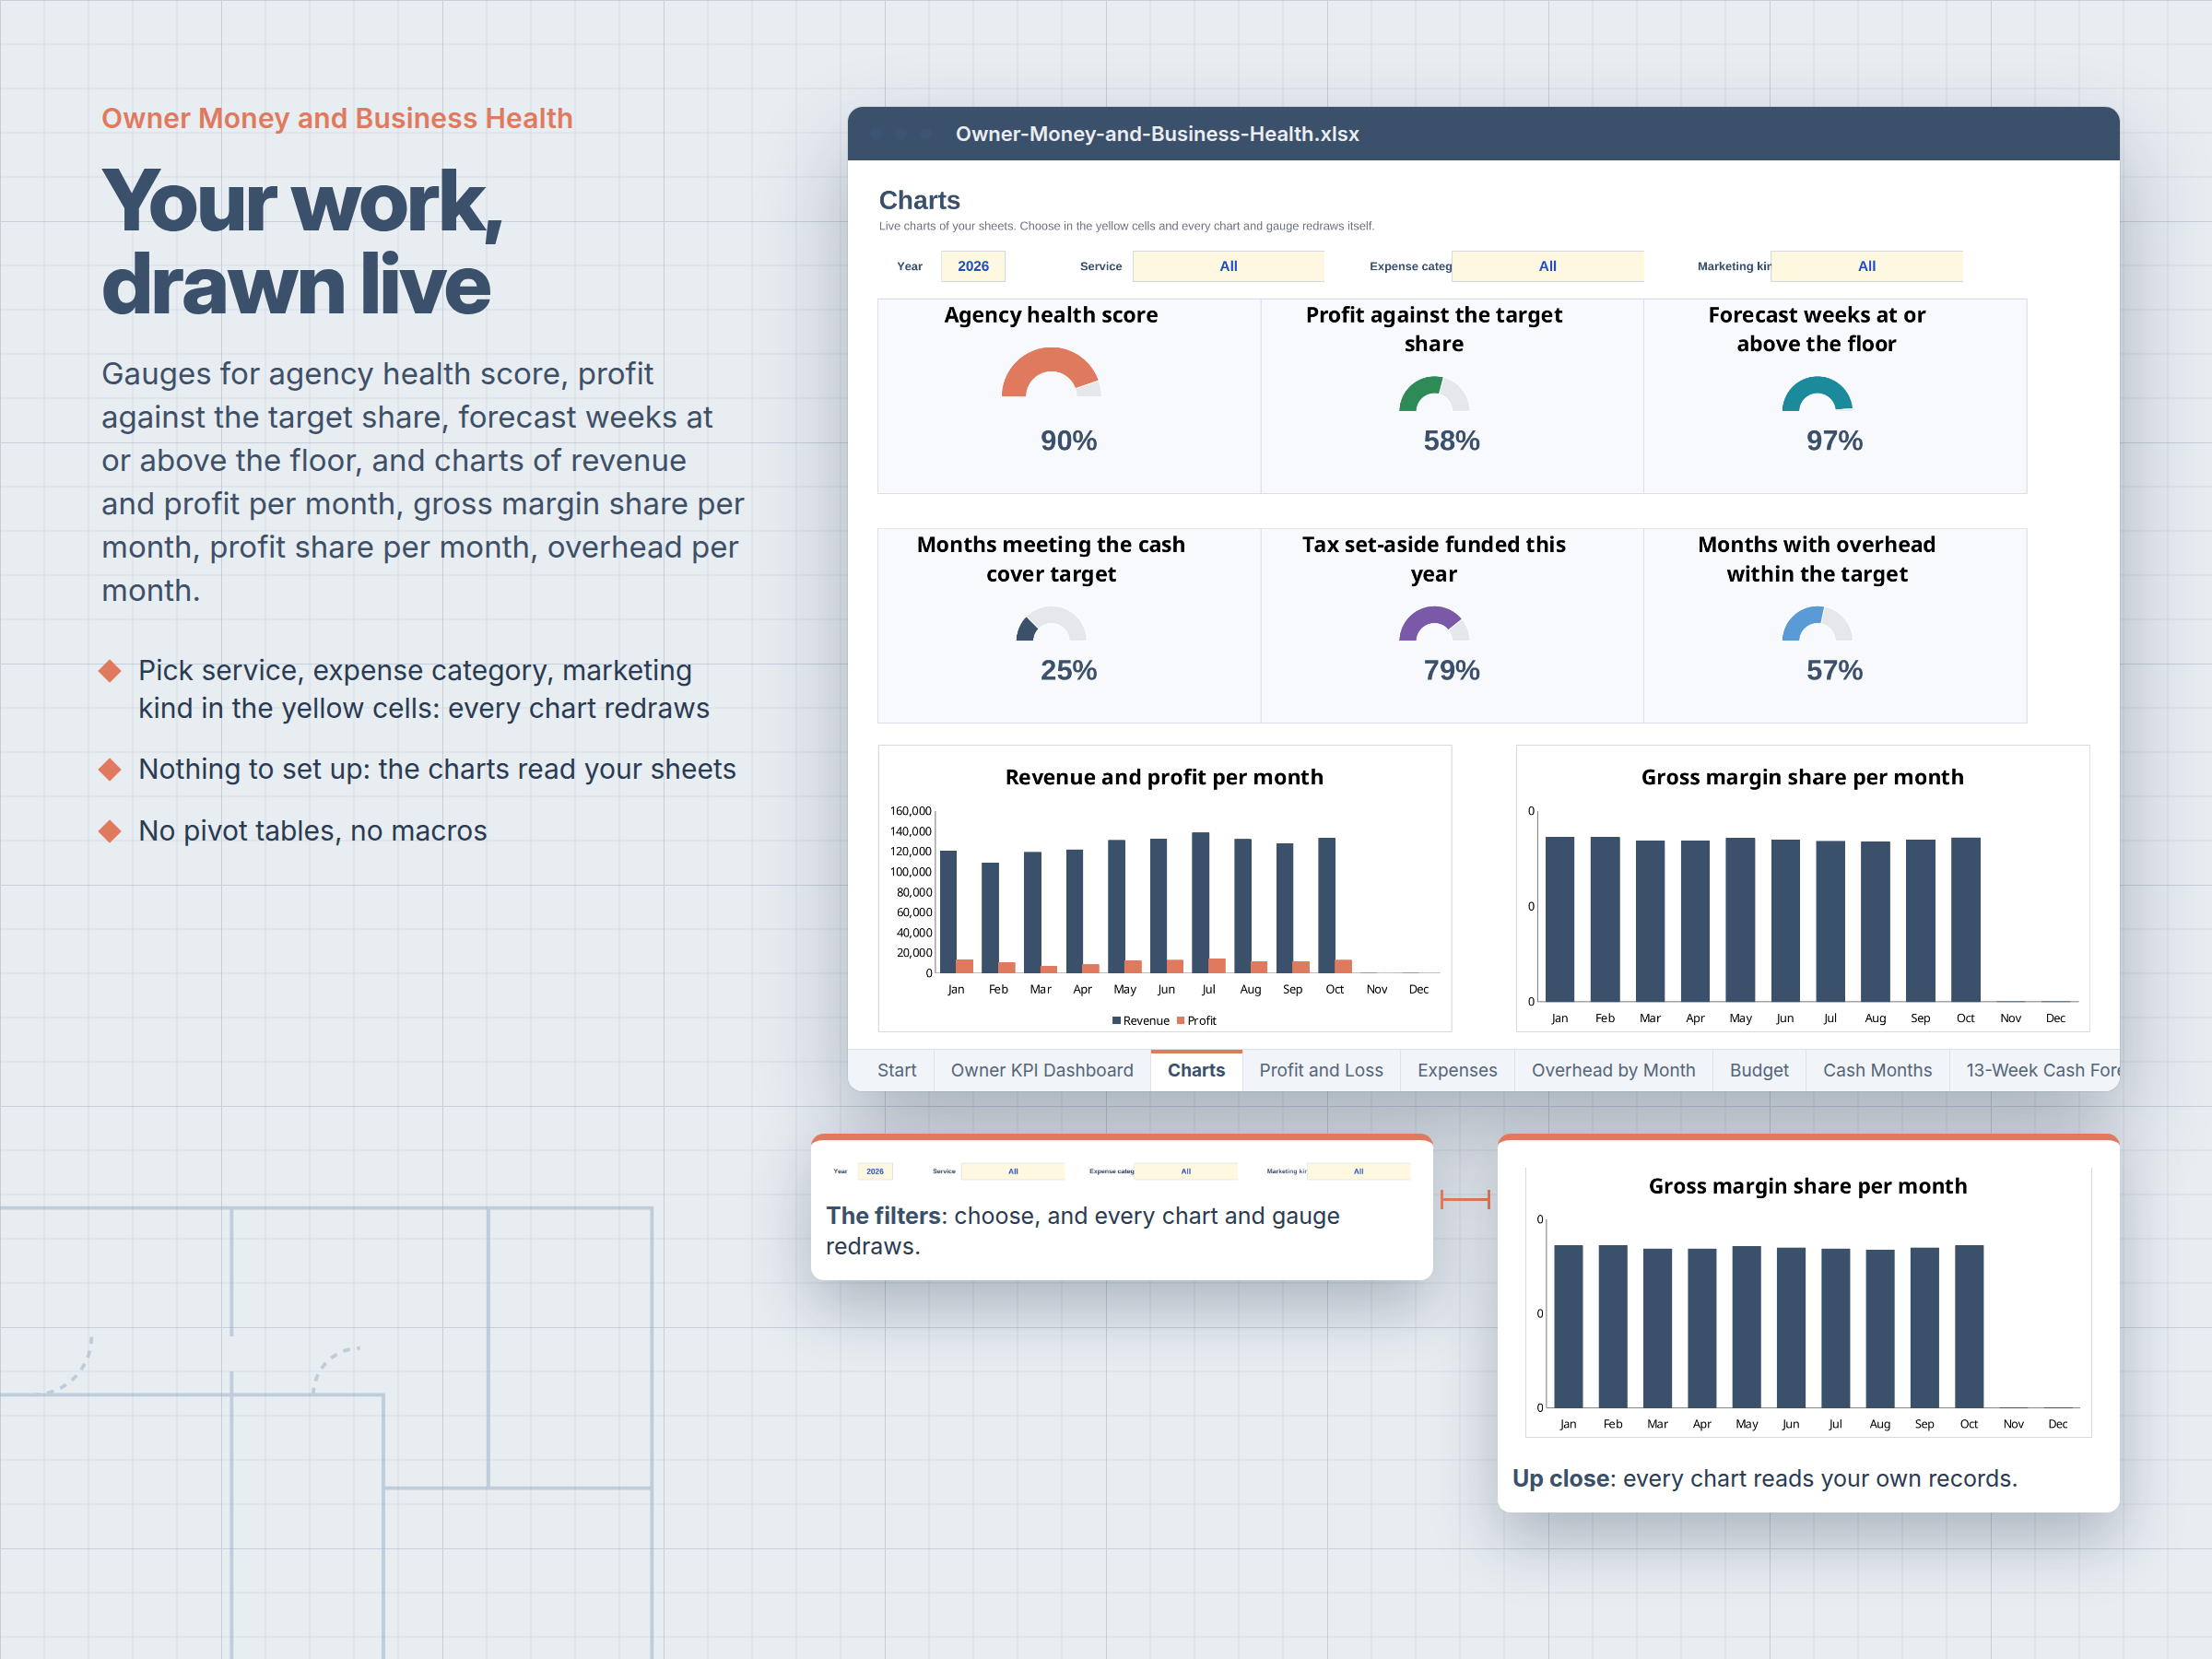 Owner Money and Business Health
Your work,
drawn live
Gauges for agency health score, profit
against the target share, forecast weeks at
or above the floor, and charts of revenue
and profit per month, gross margin share per
month, profit share per month, overhead per
month.
Pick service, expense category, marketing
kind in the yellow cells: every chart redraws
Nothing to set up: the charts read your sheets
No pivot tables, no macros
Owner-Money-and-Business-Health.xlsx
Charts
Live charts of your sheets. Choose in the yellow cells and every chart and gauge redraws itself.
Year 2026 Service All Expense categ All Marketing kin All
Agency health score
90%
Profit against the target
share
58%
Forecast weeks at or
above the floor
97%
Months meeting the cash
cover target
25%
Tax set-aside funded this
year
79%
Months with overhead
within the target
57%
Revenue and profit per month
160,000
140,000
120,000
100,000
80,000
60,000
40,000
20,000
0
Jan Feb Mar Apr May Jun Jul Aug Sep Oct Nov Dec
Revenue Profit
Gross margin share per month
0
0
0
Jan Feb Mar Apr May Jun Jul Aug Sep Oct Nov Dec
Start Owner KPI Dashboard Charts Profit and Loss Expenses Overhead by Month Budget Cash Months 13-Week Cash Fore
Year 2026 Service All Expense categ All Marketing kin All
The filters: choose, and every chart and gauge
redraws.
Gross margin share per month
0
0
0
Jan Feb Mar Apr May Jun Jul Aug Sep Oct Nov Dec
Up close: every chart reads your own records.